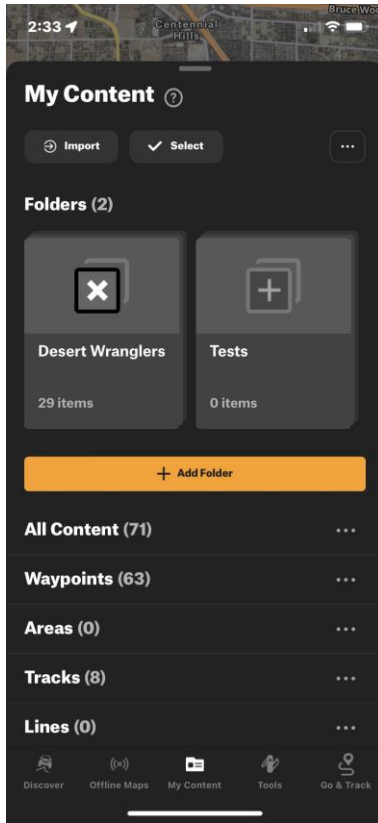 Bruce Woo
2:33
Centennial
Hills
My Content ?
Import
Select
Folders (2)
Desert Wranglers
Tests
29 items
0 items
+ Add Folder
All Content (71)
Waypoints (63)
Areas (0)
Tracks (8)
Lines (0)
Discover
Offline Maps
My Content
Tools
Go & Track